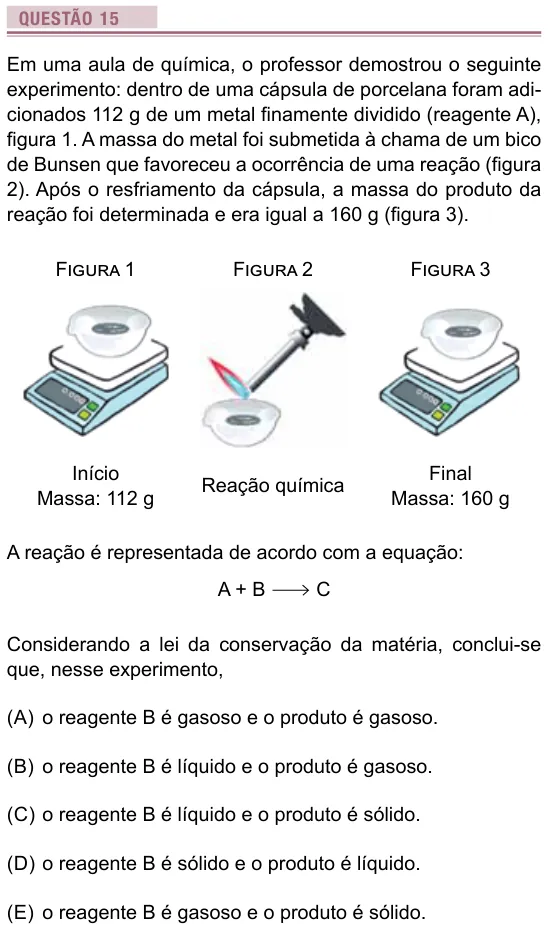 QUESTÃO 15
Em uma aula de química, o professor demostrou o seguinte
experimento: dentro de uma cápsula de porcelana foram adi-
cionados 112 g de um metal finamente dividido (reagente A),
figura 1. A massa do metal foi submetida à chama de um bico
de Bunsen que favoreceu a ocorrência de uma reação (figura
2). Após o resfriamento da cápsula, a massa do produto da
reação foi determinada e era igual a 160 g (figura 3).
Figura 1 Figura 2 Figura 3
Início
Massa: 112 g
Reação química
Final
Massa: 160 g
A reação é representada de acordo com a equação:
A + B ⟶ C
Considerando a lei da conservação da matéria, conclui-se
que, nesse experimento,
(A) o reagente B é gasoso e o produto é gasoso.
(B) o reagente B é líquido e o produto é gasoso.
(C) o reagente B é líquido e o produto é sólido.
(D) o reagente B é sólido e o produto é líquido.
(E) o reagente B é gasoso e o produto é sólido.